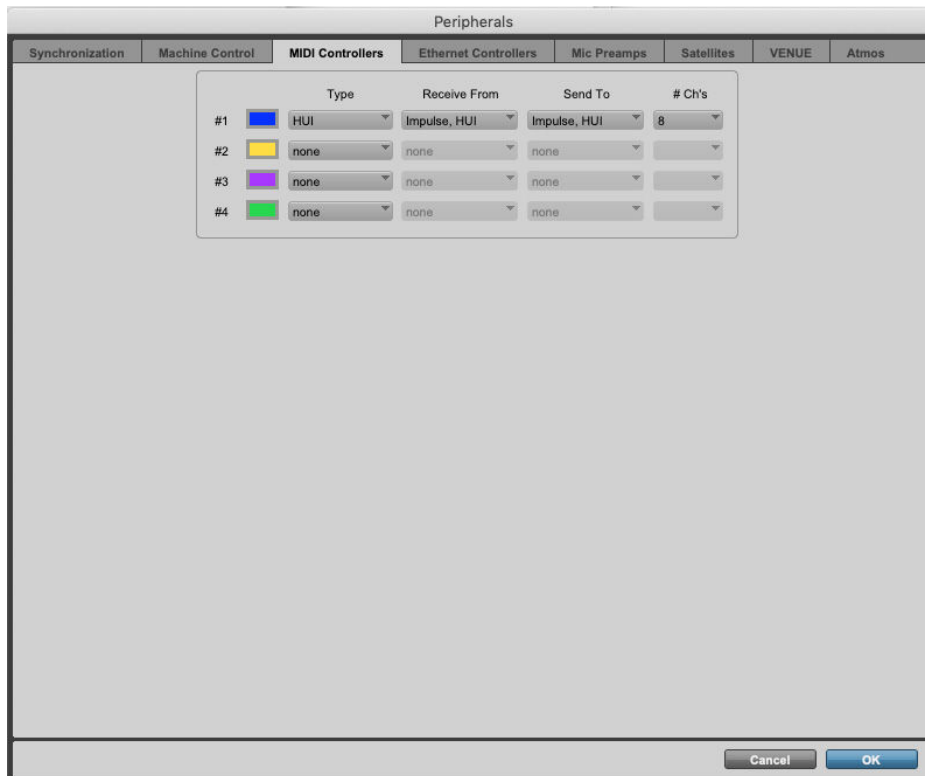 Peripherals
Synchronization Machine Control MIDI Controllers Ethernet Controllers Mic Preamps Satellites VENUE Atmos
Type Receive From Send To # Ch's
#1 HUI Impulse, HUI Impulse, HUI 8
#2 none none none
#3 none none none
#4 none none none
Cancel OK